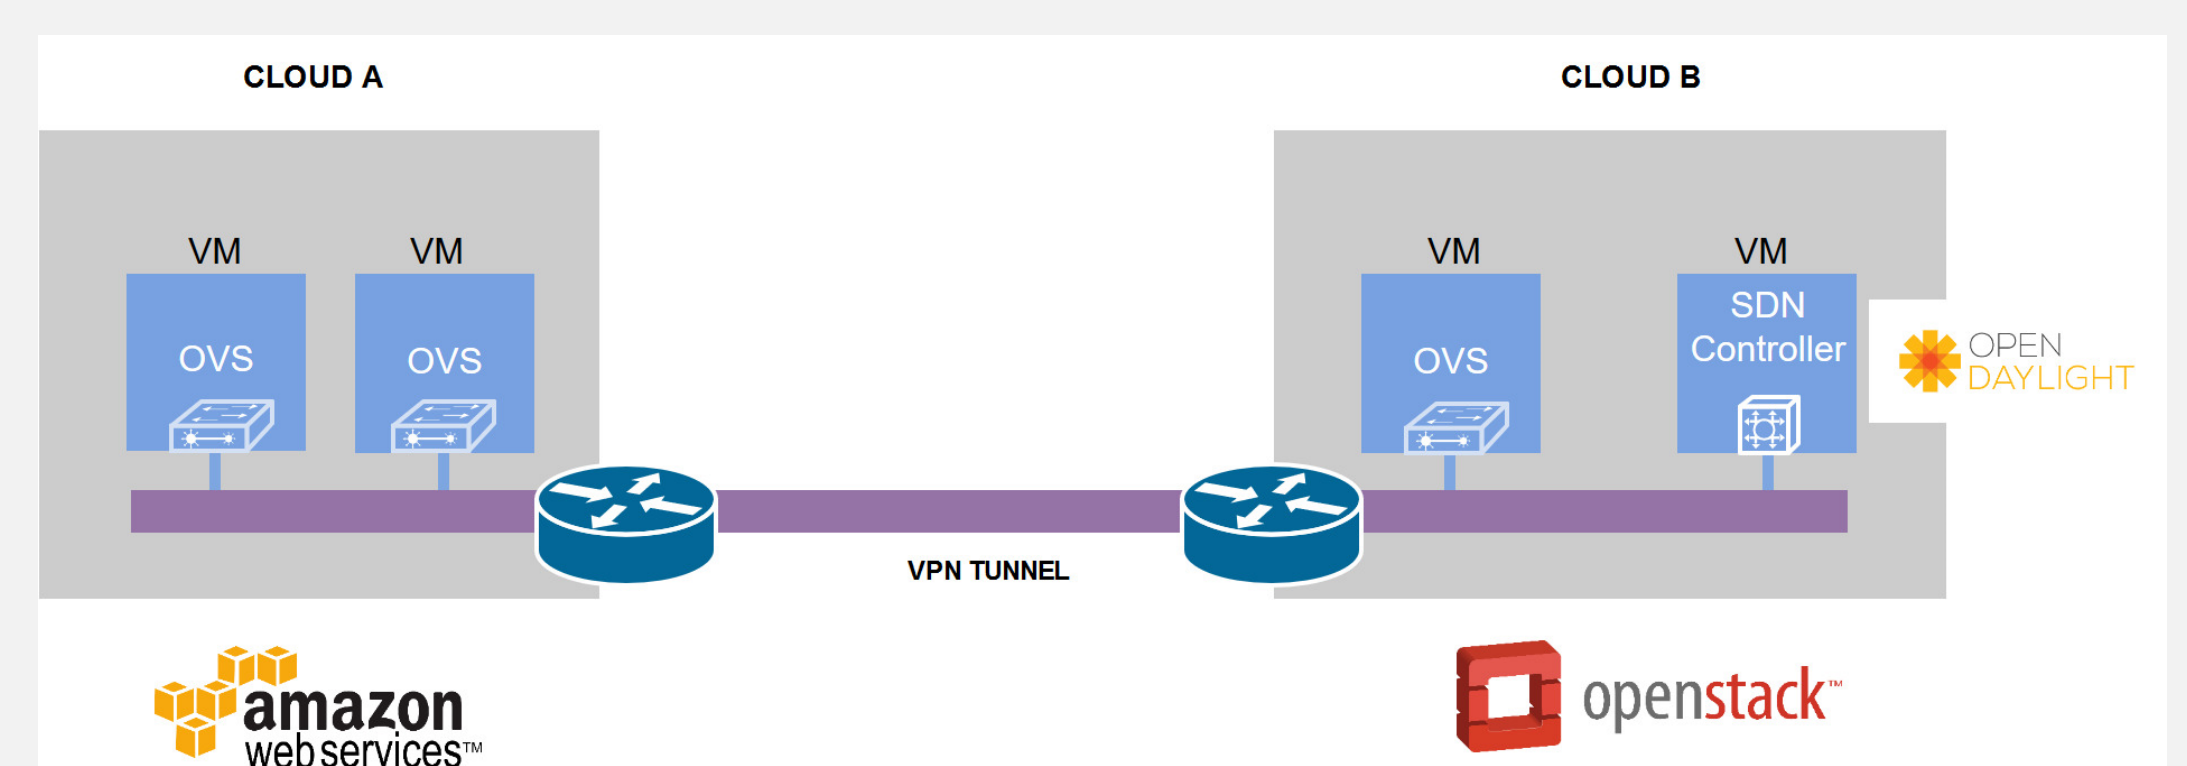 CLOUD A
CLOUD B
VM
VM
VM
VM
OVS
OVS
OVS
SDN
Controller
OPEN
DAYLIGHT
VPN TUNNEL
amazon
web services™
openstack™